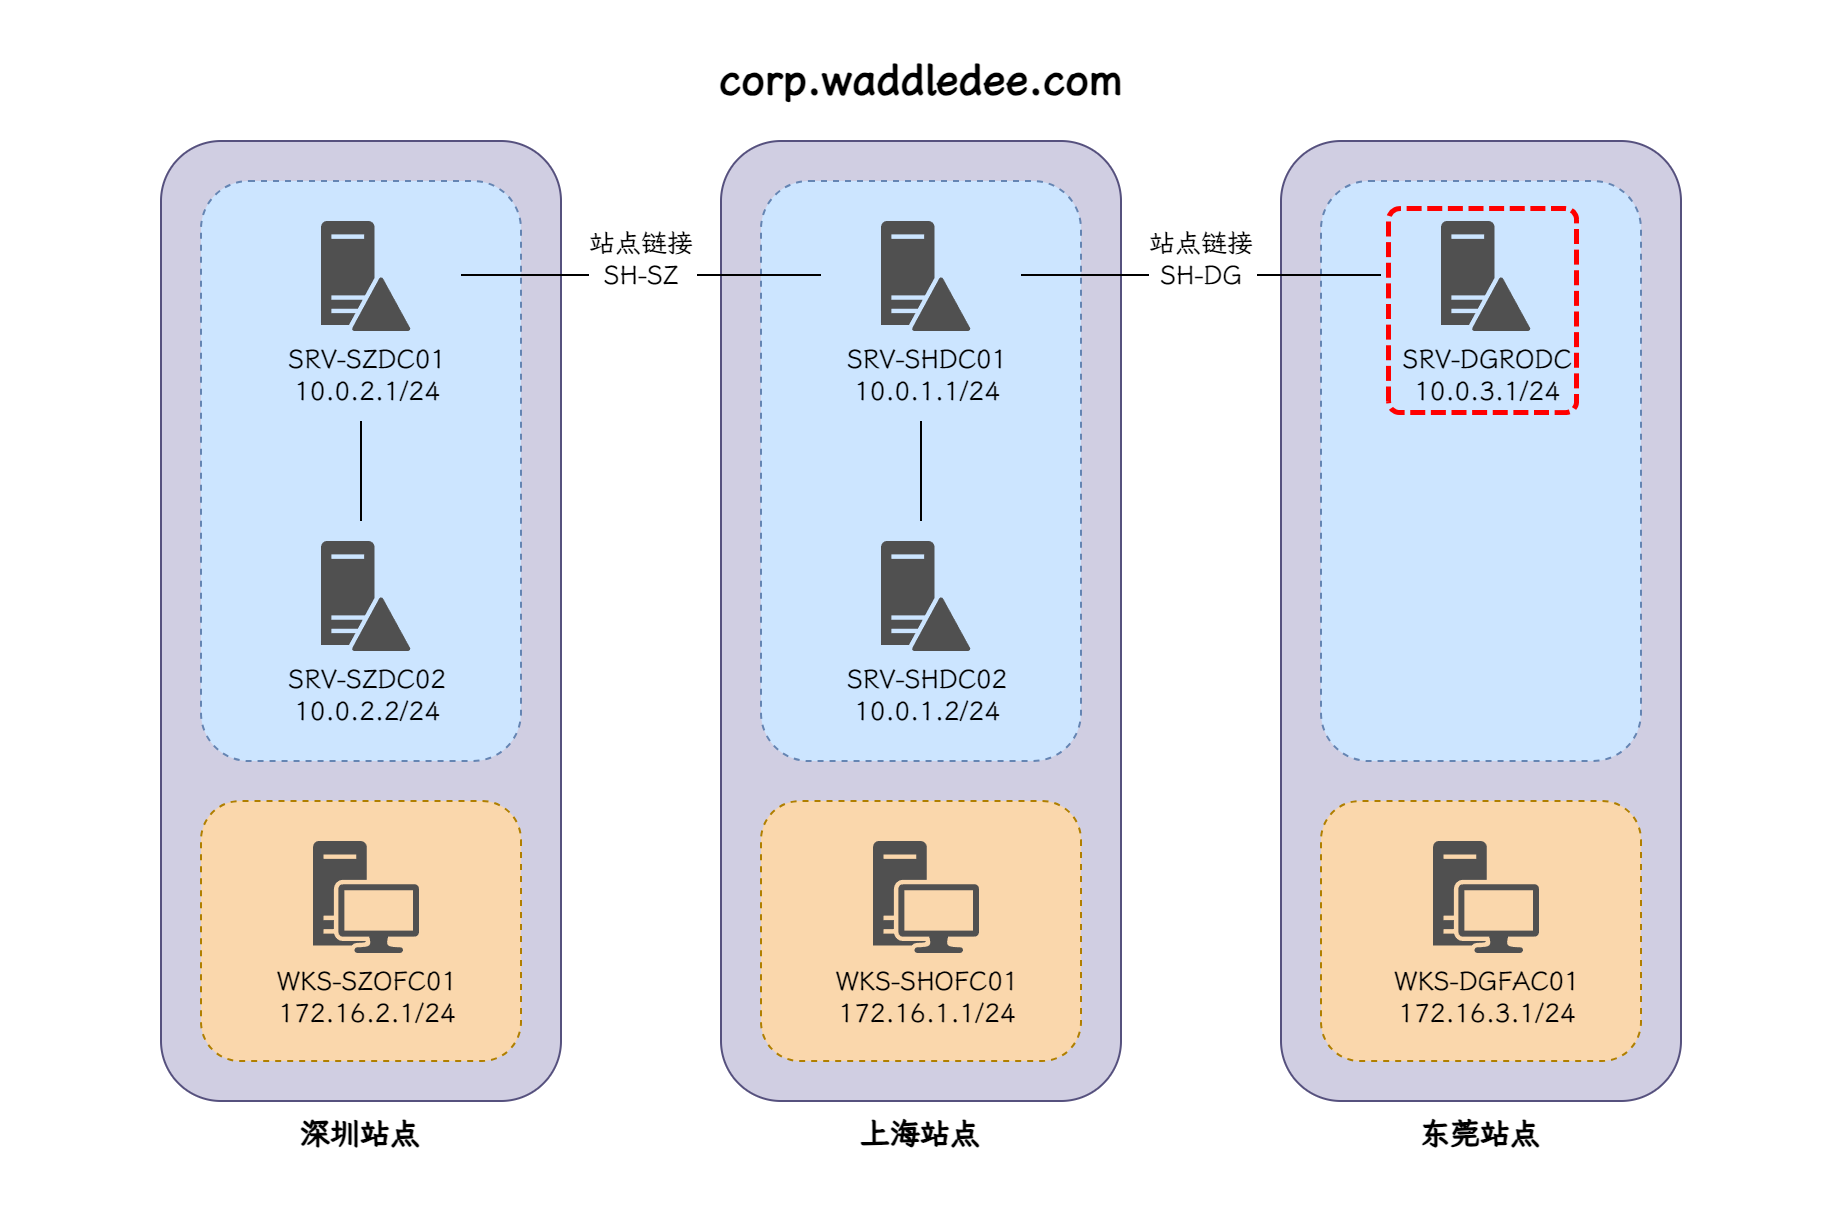 corp.waddledee.com
SRV-SZDC01
10.0.2.1/24
站点链接
SH-SZ
SRV-SHDC01
10.0.1.1/24
站点链接
SH-DG
SRV-DGRODC
10.0.3.1/24
SRV-SZDC02
10.0.2.2/24
SRV-SHDC02
10.0.1.2/24
WKS-SZOFC01
172.16.2.1/24
WKS-SHOFC01
172.16.1.1/24
WKS-DGFAC01
172.16.3.1/24
深圳站点
上海站点
东莞站点